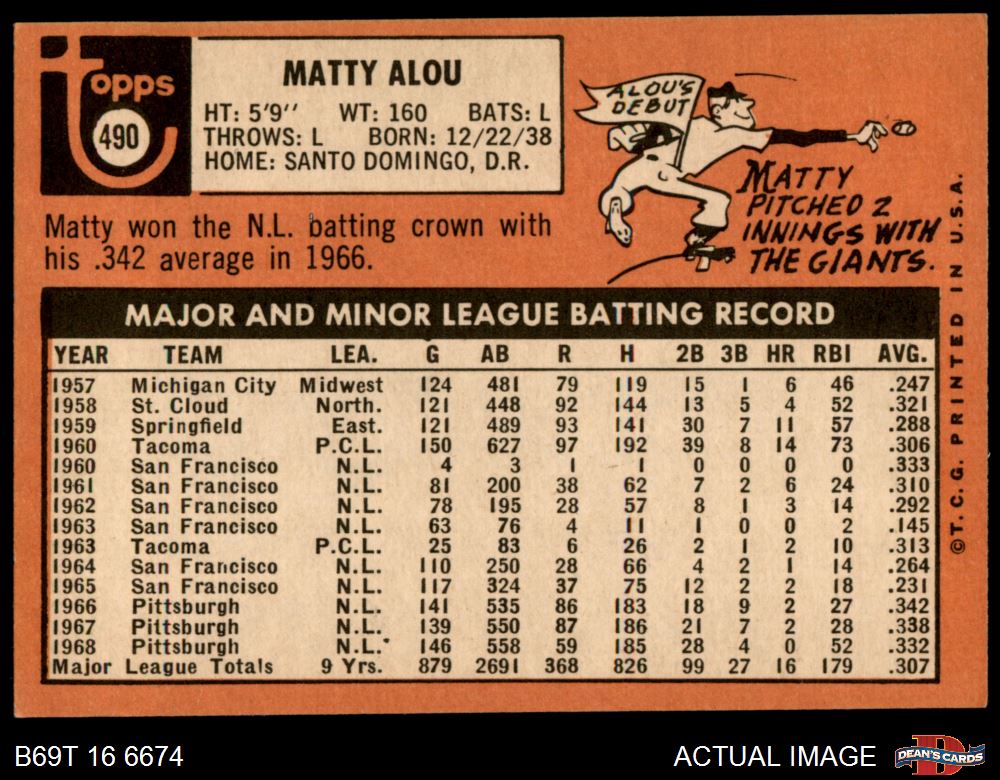 Topps
490
MATTY ALOU
HT: 5'9" WT: 160 BATS: L
THROWS: L BORN: 12/22/38
HOME: SANTO DOMINGO, D.R.
ALOU'S
DEBUT
MATTY
PITCHED 2
INNINGS WITH
THE GIANTS.
Matty won the N.L. batting crown with
his .342 average in 1966.
MAJOR AND MINOR LEAGUE BATTING RECORD
YEAR TEAM LEA. G AB R H 2B 3B HR RBI AVG.
1957 Michigan City Midwest 124 481 79 119 15 1 6 46 .247
1958 St. Cloud North. 121 448 92 144 13 5 4 52 .321
1959 Springfield East. 121 489 93 141 30 7 11 57 .288
1960 Tacoma P.C.L. 150 627 97 192 39 8 14 73 .306
1960 San Francisco N.L. 4 3 1 1 0 0 0 0 .333
1961 San Francisco N.L. 81 200 38 62 7 2 6 24 .310
1962 San Francisco N.L. 78 195 28 57 8 1 3 14 .292
1963 San Francisco N.L. 63 76 4 11 1 0 0 2 .145
1963 Tacoma P.C.L. 25 83 6 26 2 1 2 10 .313
1964 San Francisco N.L. 110 250 28 66 4 2 1 14 .264
1965 San Francisco N.L. 117 324 37 75 12 2 2 18 .231
1966 Pittsburgh N.L. 141 535 86 183 18 9 2 27 .342
1967 Pittsburgh N.L. 139 550 87 186 21 7 2 28 .338
1968 Pittsburgh N.L. 146 558 59 185 28 4 0 52 .332
Major League Totals 9 Yrs. 879 2691 368 826 99 27 16 179 .307
©T.C.G. PRINTED IN U.S.A.
B69T 16 6674
ACTUAL IMAGE
DEAN'S CARDS